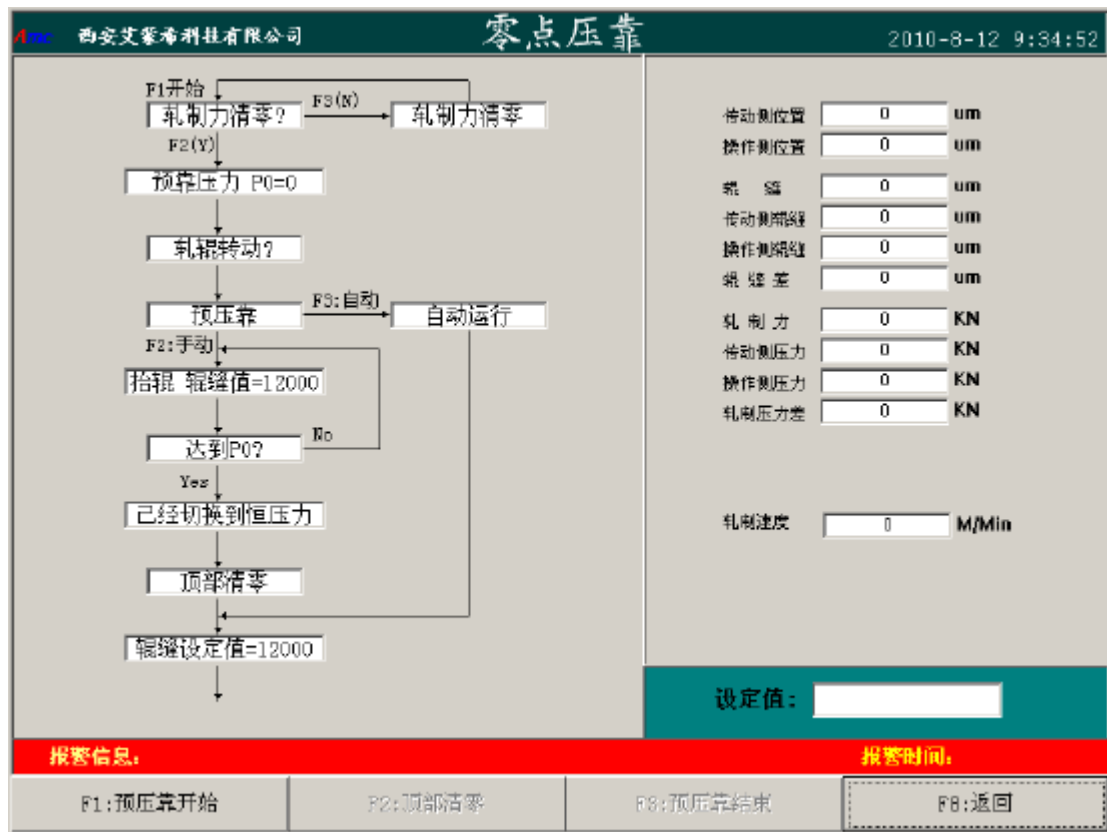 Amc 西安艾蒙希科技有限公司 零点压靠 2010-8-12 9:34:52
F1开始
轧制力清零? F3(N) 轧制力清零
F2(Y)
预靠压力 P0=0
轧辊转动?
预压靠 F3:自动 自动运行
F2:手动
抬辊 辊缝值=12000
达到P0? No
Yes
已经切换到恒压力
顶部清零
辊缝设定值=12000
传动侧位置 0 um
操作侧位置 0 um
辊 缝 0 um
传动侧辊缝 0 um
操作侧辊缝 0 um
辊缝差 0 um
轧制力 0 KN
传动侧压力 0 KN
操作侧压力 0 KN
轧制压力差 0 KN
轧制速度 0 M/Min
设定值:
报警信息: 报警时间:
F1:预压靠开始 F2:顶部清零 F3:预压靠结束 F8:返回